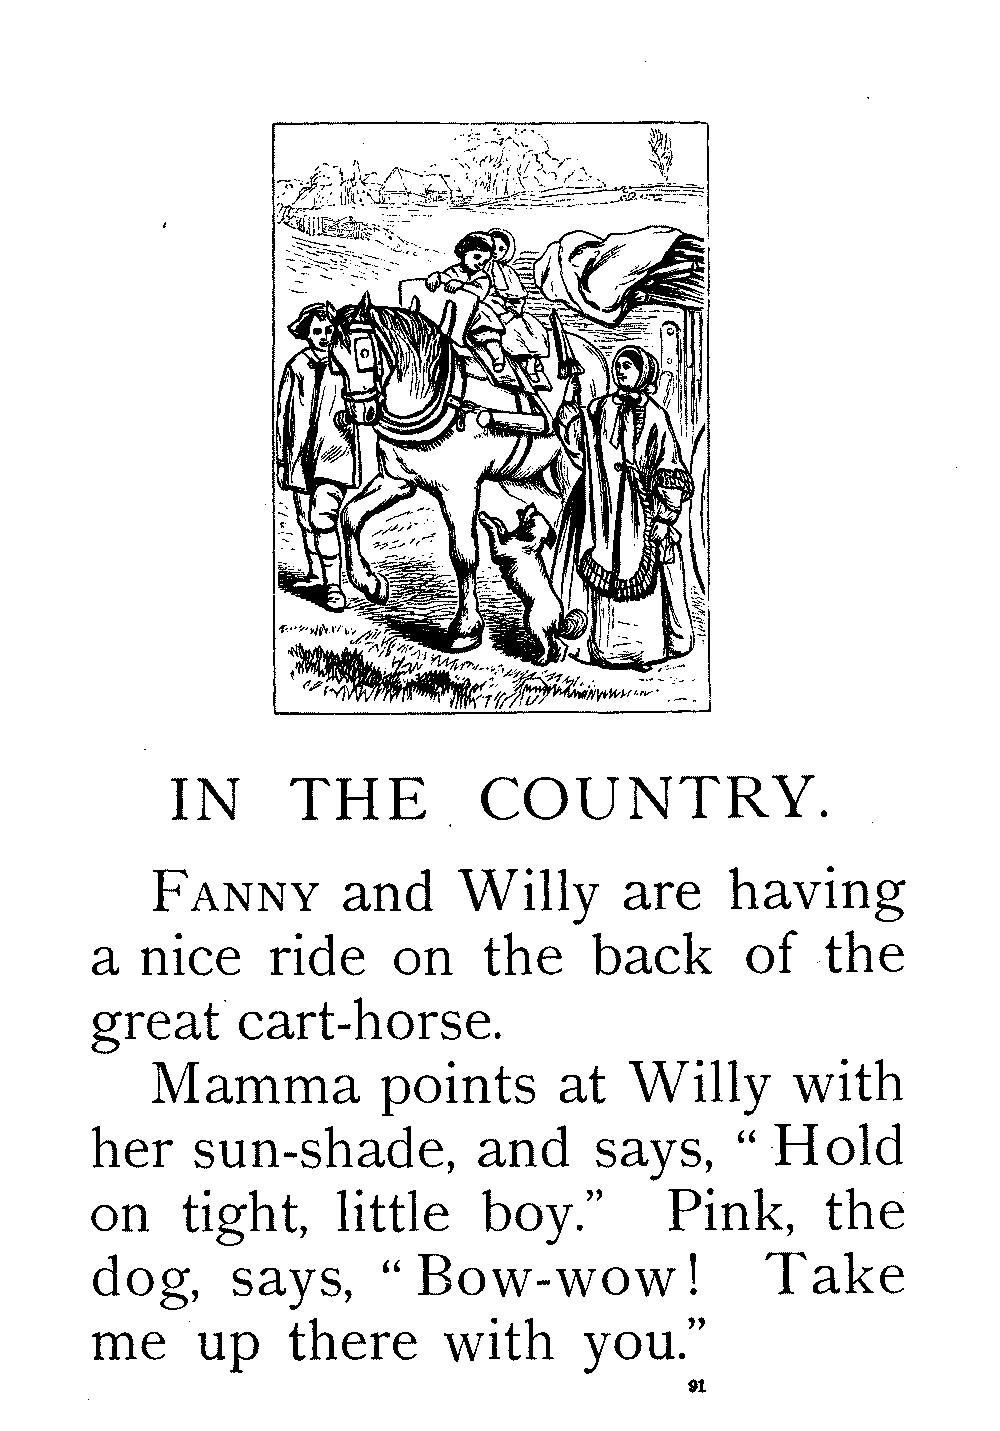 IN THE COUNTRY.
FANNY and Willy are having
a nice ride on the back of the
great cart-horse.
Mamma points at Willy with
her sun-shade, and says, “Hold
on tight, little boy.” Pink, the
dog, says, “Bow-wow! Take
me up there with you.”
91